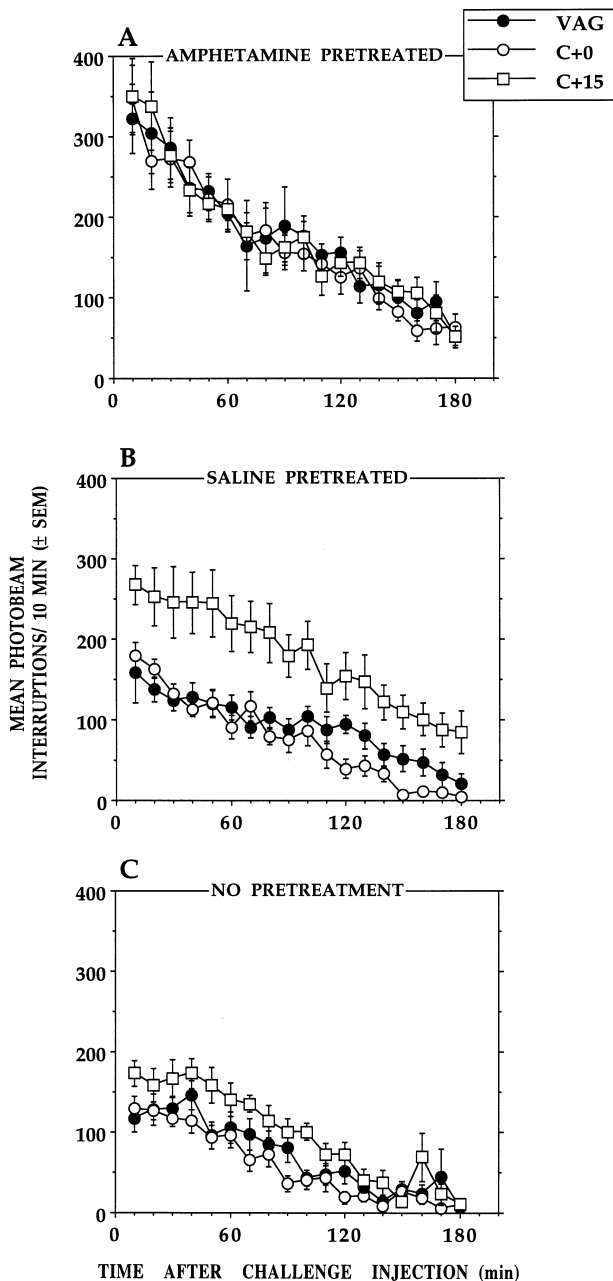 VAG
C+0
C+15
A
AMPHETAMINE PRETREATED
400
300
200
100
0
0 60 120 180
B
SALINE PRETREATED
400
300
200
100
0
0 60 120 180
MEAN PHOTOBEAM
INTERRUPTIONS/ 10 MIN (± SEM)
C
NO PRETREATMENT
400
300
200
100
0
0 60 120 180
TIME AFTER CHALLENGE INJECTION (min)